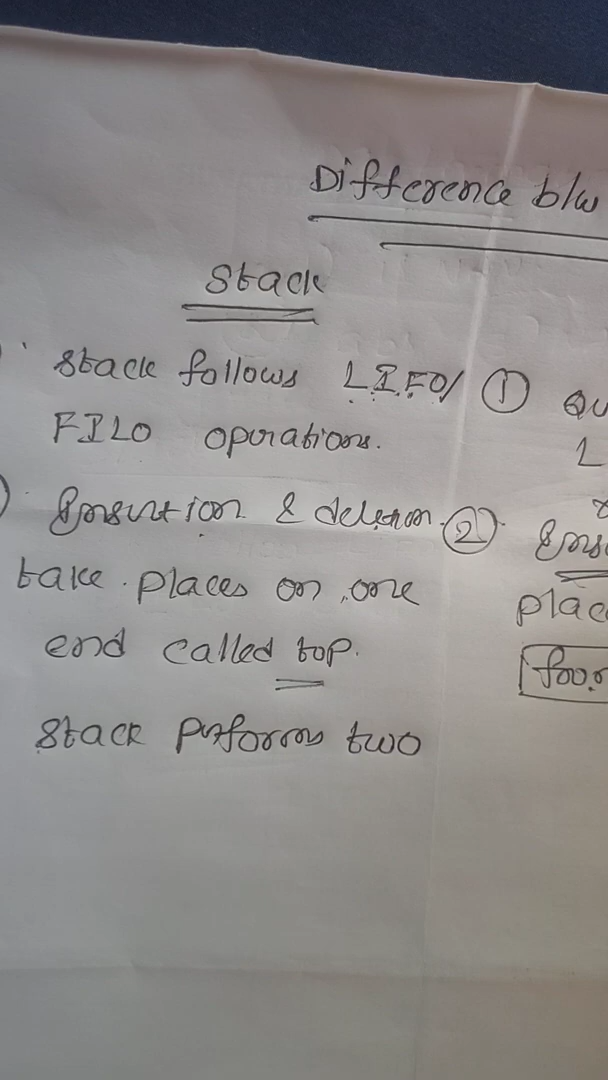 Difference b/w
Stack
Stack follows LIFO/
FILO operations.
Insertion & deletion
take places on one
end called top.
Stack performs two
① Qu
L
② Ins
plac